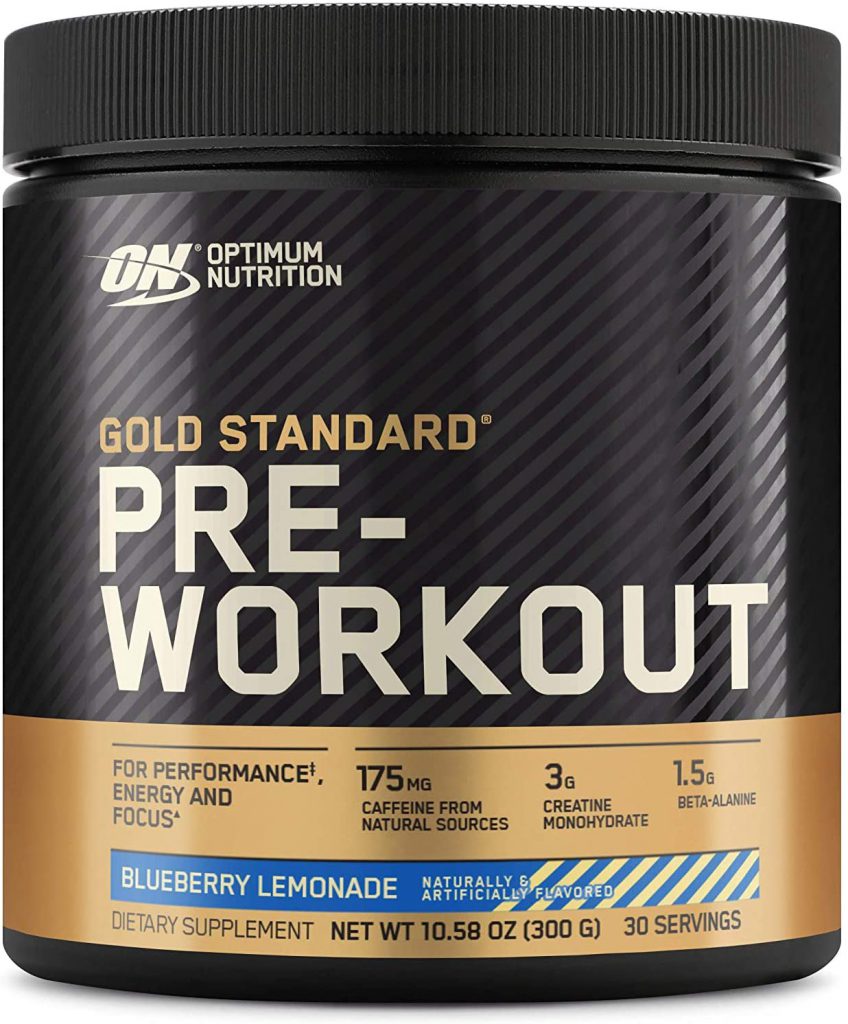 ON® OPTIMUM
NUTRITION
GOLD STANDARD®
PRE-
WORKOUT
FOR PERFORMANCE‡,
ENERGY AND
FOCUS▲
175MG
CAFFEINE FROM
NATURAL SOURCES
3G
CREATINE
MONOHYDRATE
1.5G
BETA-ALANINE
BLUEBERRY LEMONADE
NATURALLY &
ARTIFICIALLY FLAVORED
DIETARY SUPPLEMENT NET WT 10.58 OZ (300 G) 30 SERVINGS